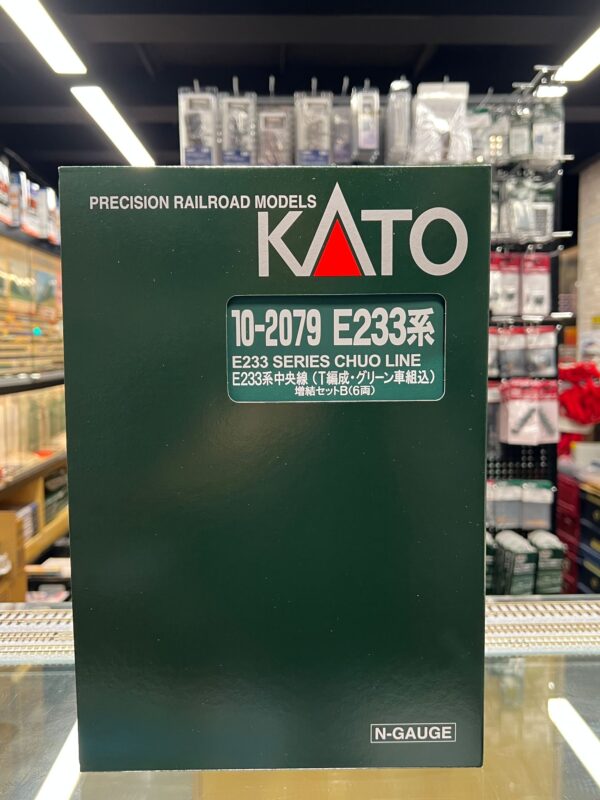 PRECISION RAILROAD MODELS
KATO
10-2079 E233系
E233 SERIES CHUO LINE
E233系中央線（T編成・グリーン車組込）
増結セットB（6両）
N-GAUGE